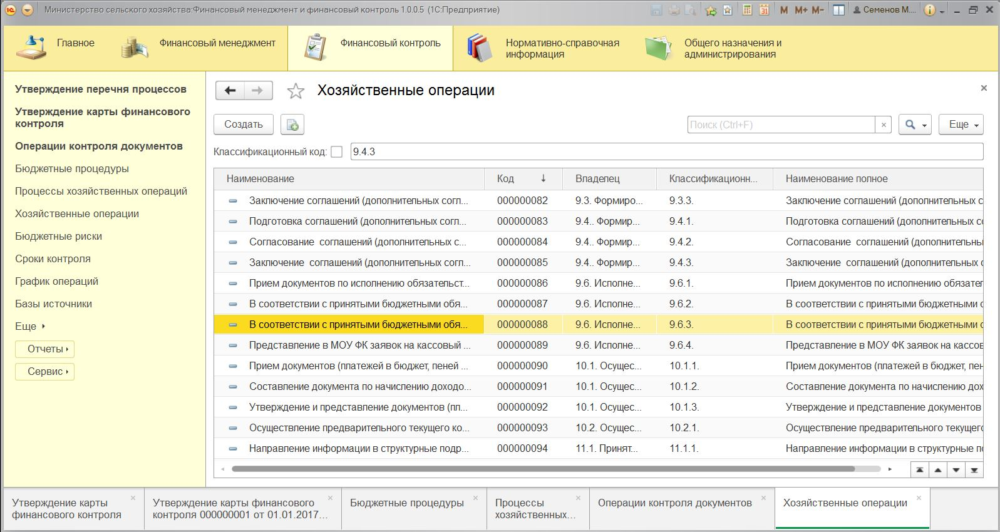 Министерство сельского хозяйства:Финансовый менеджмент и финансовый контроль 1.0.0.5 (1С:Предприятие)
M M+ M-
Семенов М....
Главное
Финансовый менеджмент
Финансовый контроль
Нормативно-справочная
информация
Общего назначения и
администрирования
Утверждение перечня процессов
Утверждение карты финансового
контроля
Операции контроля документов
Бюджетные процедуры
Процессы хозяйственных операций
Хозяйственные операции
Бюджетные риски
Сроки контроля
График операций
Базы источники
Еще
Отчеты
Сервис
Хозяйственные операции
Создать
Поиск (Ctrl+F)
Еще
Классификационный код: 9.4.3
Наименование Код Владелец Классификационн... Наименование полное
Заключение соглашений (дополнительных согл... 000000082 9.3. Формиро... 9.3.3. Заключение соглашений (дополнительных с
Подготовка соглашений (дополнительных согл... 000000083 9.4.. Формир... 9.4.1. Подготовка соглашений (дополнительных сс
Согласование соглашений (дополнительных с... 000000084 9.4.. Формир... 9.4.2. Согласование соглашений (дополнительных
Заключение соглашений (дополнительных согл... 000000085 9.4.. Формир... 9.4.3. Заключение соглашений (дополнительных с
Прием документов по исполнению обязательст... 000000086 9.6. Исполне... 9.6.1. Прием документов по исполнению обязател
В соответствии с принятыми бюджетными обя... 000000087 9.6. Исполне... 9.6.2. В соответствии с принятыми бюджетными о
В соответствии с принятыми бюджетными обя... 000000088 9.6. Исполне... 9.6.3. В соответствии с принятыми бюджетными о
Представление в МОУ ФК заявок на кассовый ... 000000089 9.6. Исполне... 9.6.4. Представление в МОУ ФК заявок на кассов
Прием документов (платежей в бюджет, пеней ... 000000090 10.1. Осущес... 10.1.1. Прием документов (платежей в бюджет, пен
Составление документа по начислению доходо... 000000091 10.1. Осущес... 10.1.2. Составление документа по начислению дох
Утверждение и представление документов (пл... 000000092 10.1. Осущес... 10.1.3. Утверждение и представление документов
Осуществление предварительного текущего ко... 000000093 10.2. Осущес... 10.2.1. Осуществление предварительного текущего
Направление информации в структурные подр... 000000094 11.1. Принят... 11.1.1. Направление информации в структурные по
Утверждение карты
финансового контроля
Утверждение карты финансового
контроля 000000001 от 01.01.2017...
Бюджетные процедуры
Процессы
хозяйственных...
Операции контроля документов
Хозяйственные операции